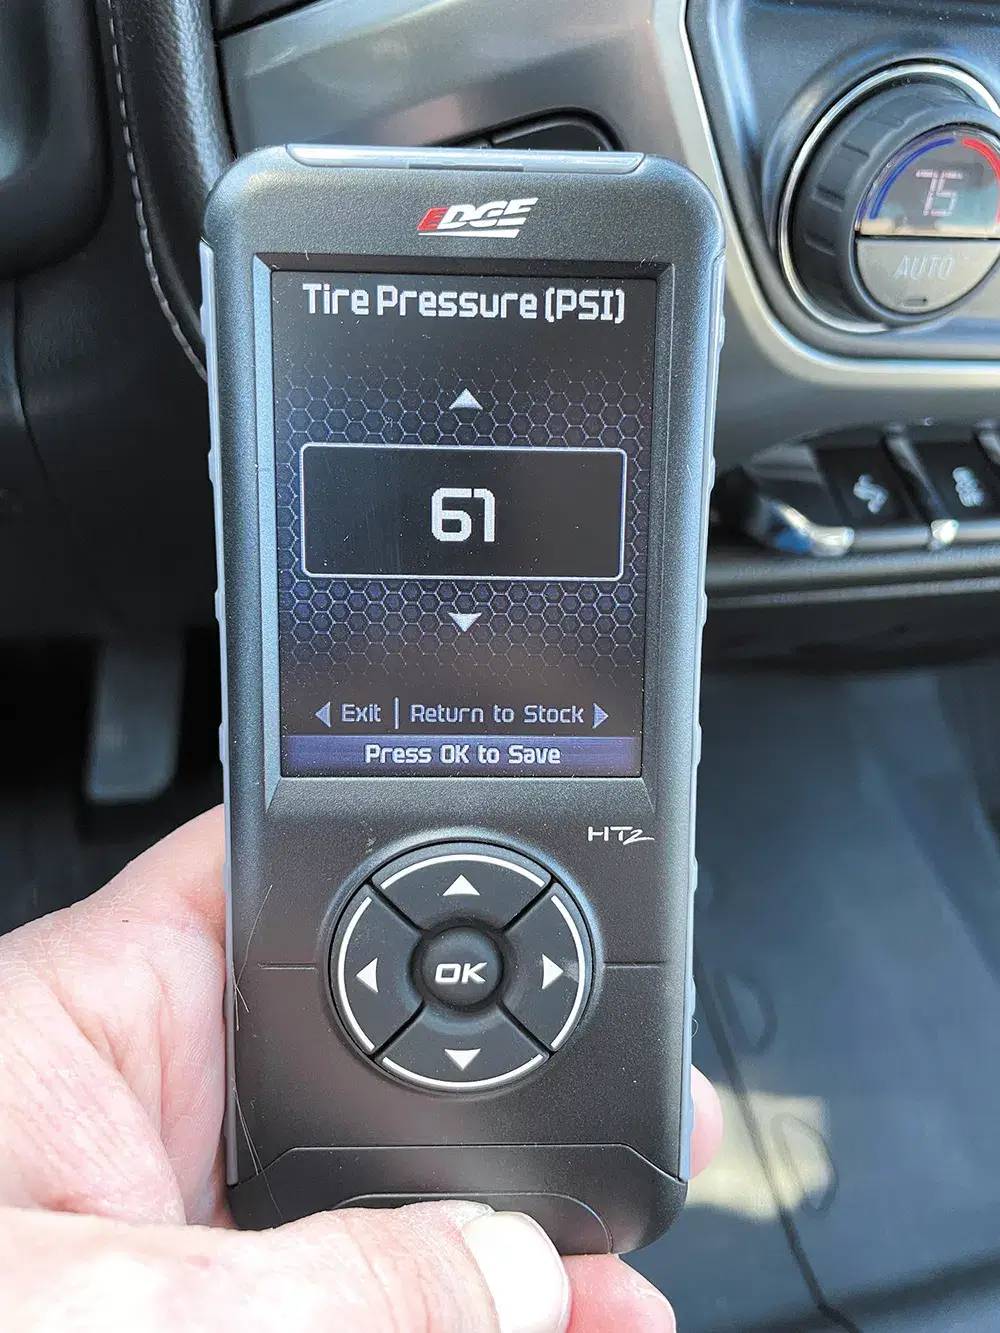 EDGE
Tire Pressure (PSI)
61
Exit | Return to Stock
Press OK to Save
HT2
OK
75
AUTO